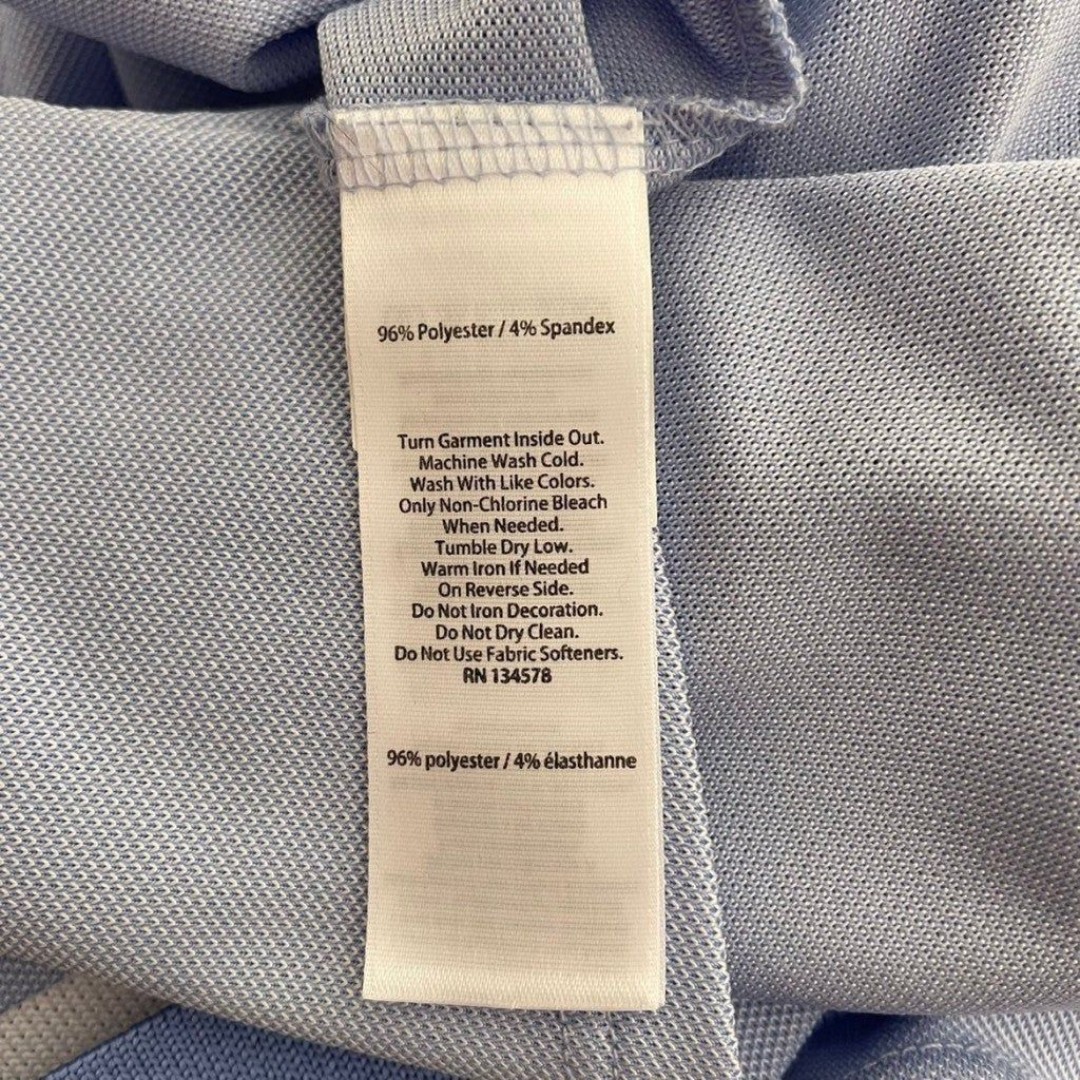 96% Polyester / 4% Spandex
Turn Garment Inside Out.
Machine Wash Cold.
Wash With Like Colors.
Only Non-Chlorine Bleach
When Needed.
Tumble Dry Low.
Warm Iron If Needed
On Reverse Side.
Do Not Iron Decoration.
Do Not Dry Clean.
Do Not Use Fabric Softeners.
RN 134578
96% polyester / 4% élasthanne